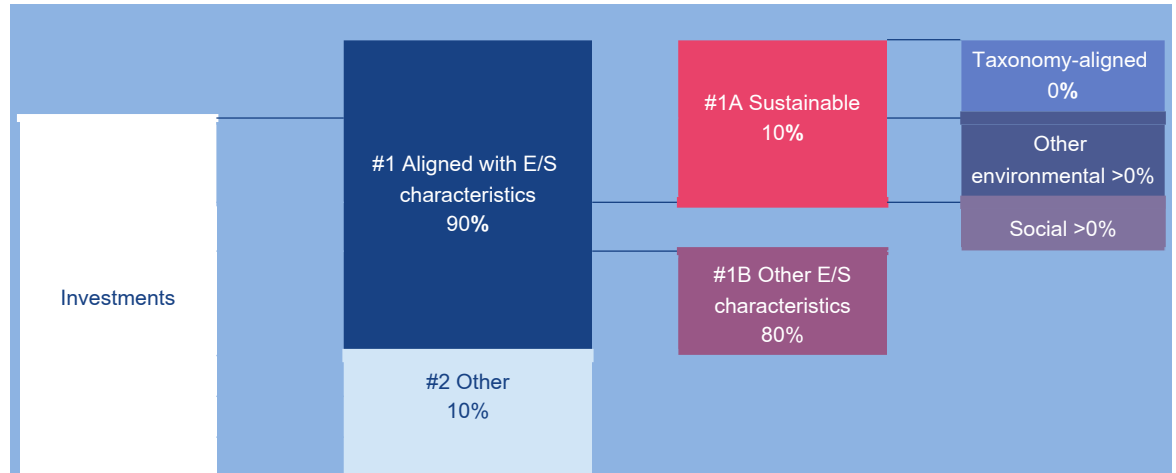 Investments
#1 Aligned with E/S
characteristics
90%
#2 Other
10%
#1A Sustainable
10%
#1B Other E/S
characteristics
80%
Taxonomy-aligned
0%
Other
environmental >0%
Social >0%